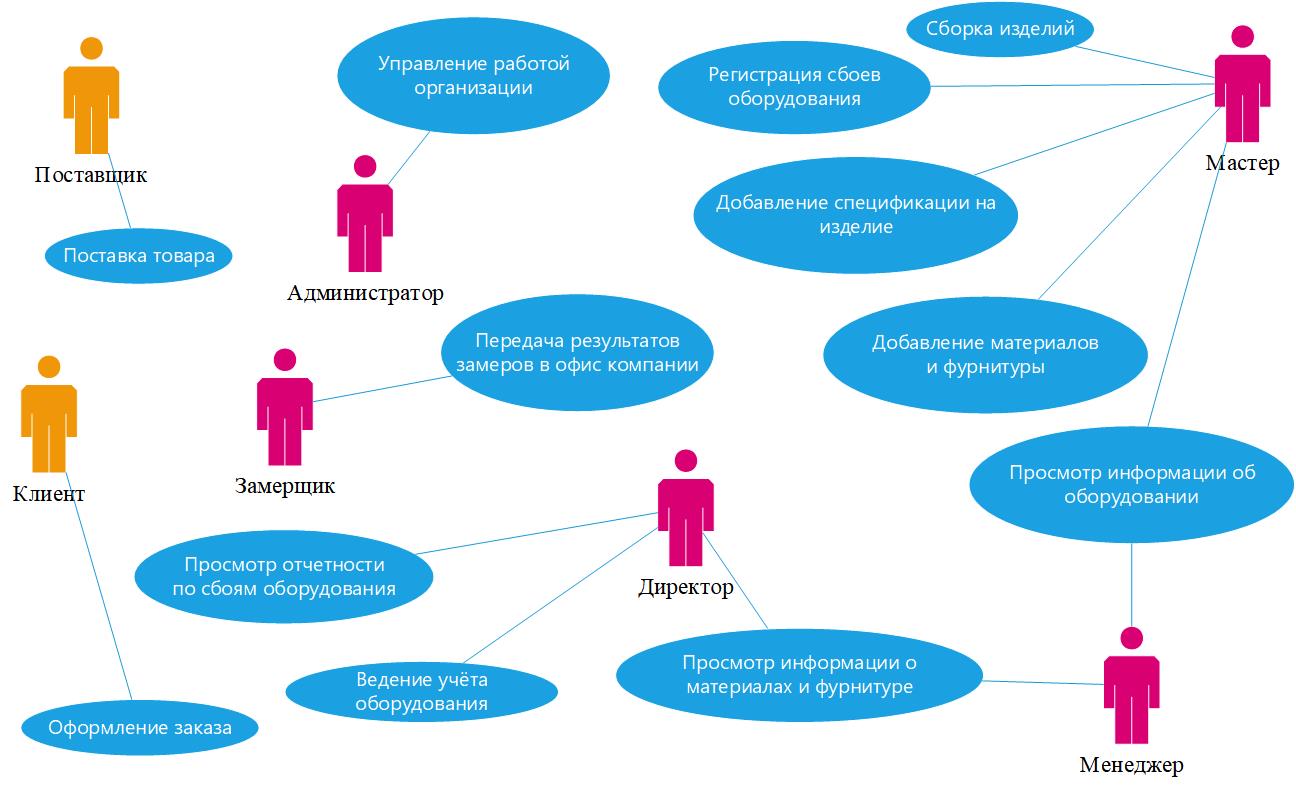 Сборка изделий
Управление работой
организации
Регистрация сбоев
оборудования
Мастер
Поставщик
Добавление спецификации на
изделие
Поставка товара
Администратор
Передача результатов
замеров в офис компании
Добавление материалов
и фурнитуры
Клиент
Замерщик
Просмотр информации об
оборудовании
Просмотр отчетности
по сбоям оборудования
Директор
Ведение учёта
оборудования
Просмотр информации о
материалах и фурнитуре
Оформление заказа
Менеджер